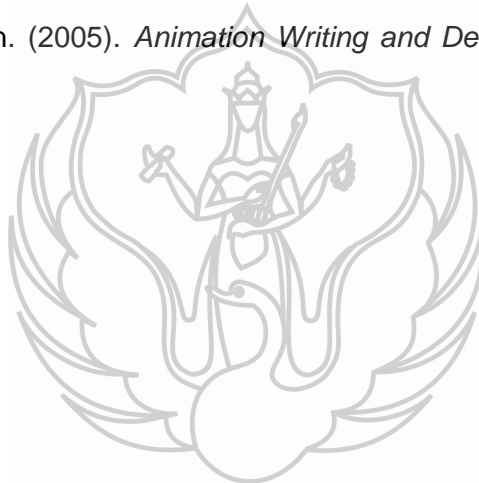 n. (2005). Animation Writing and De